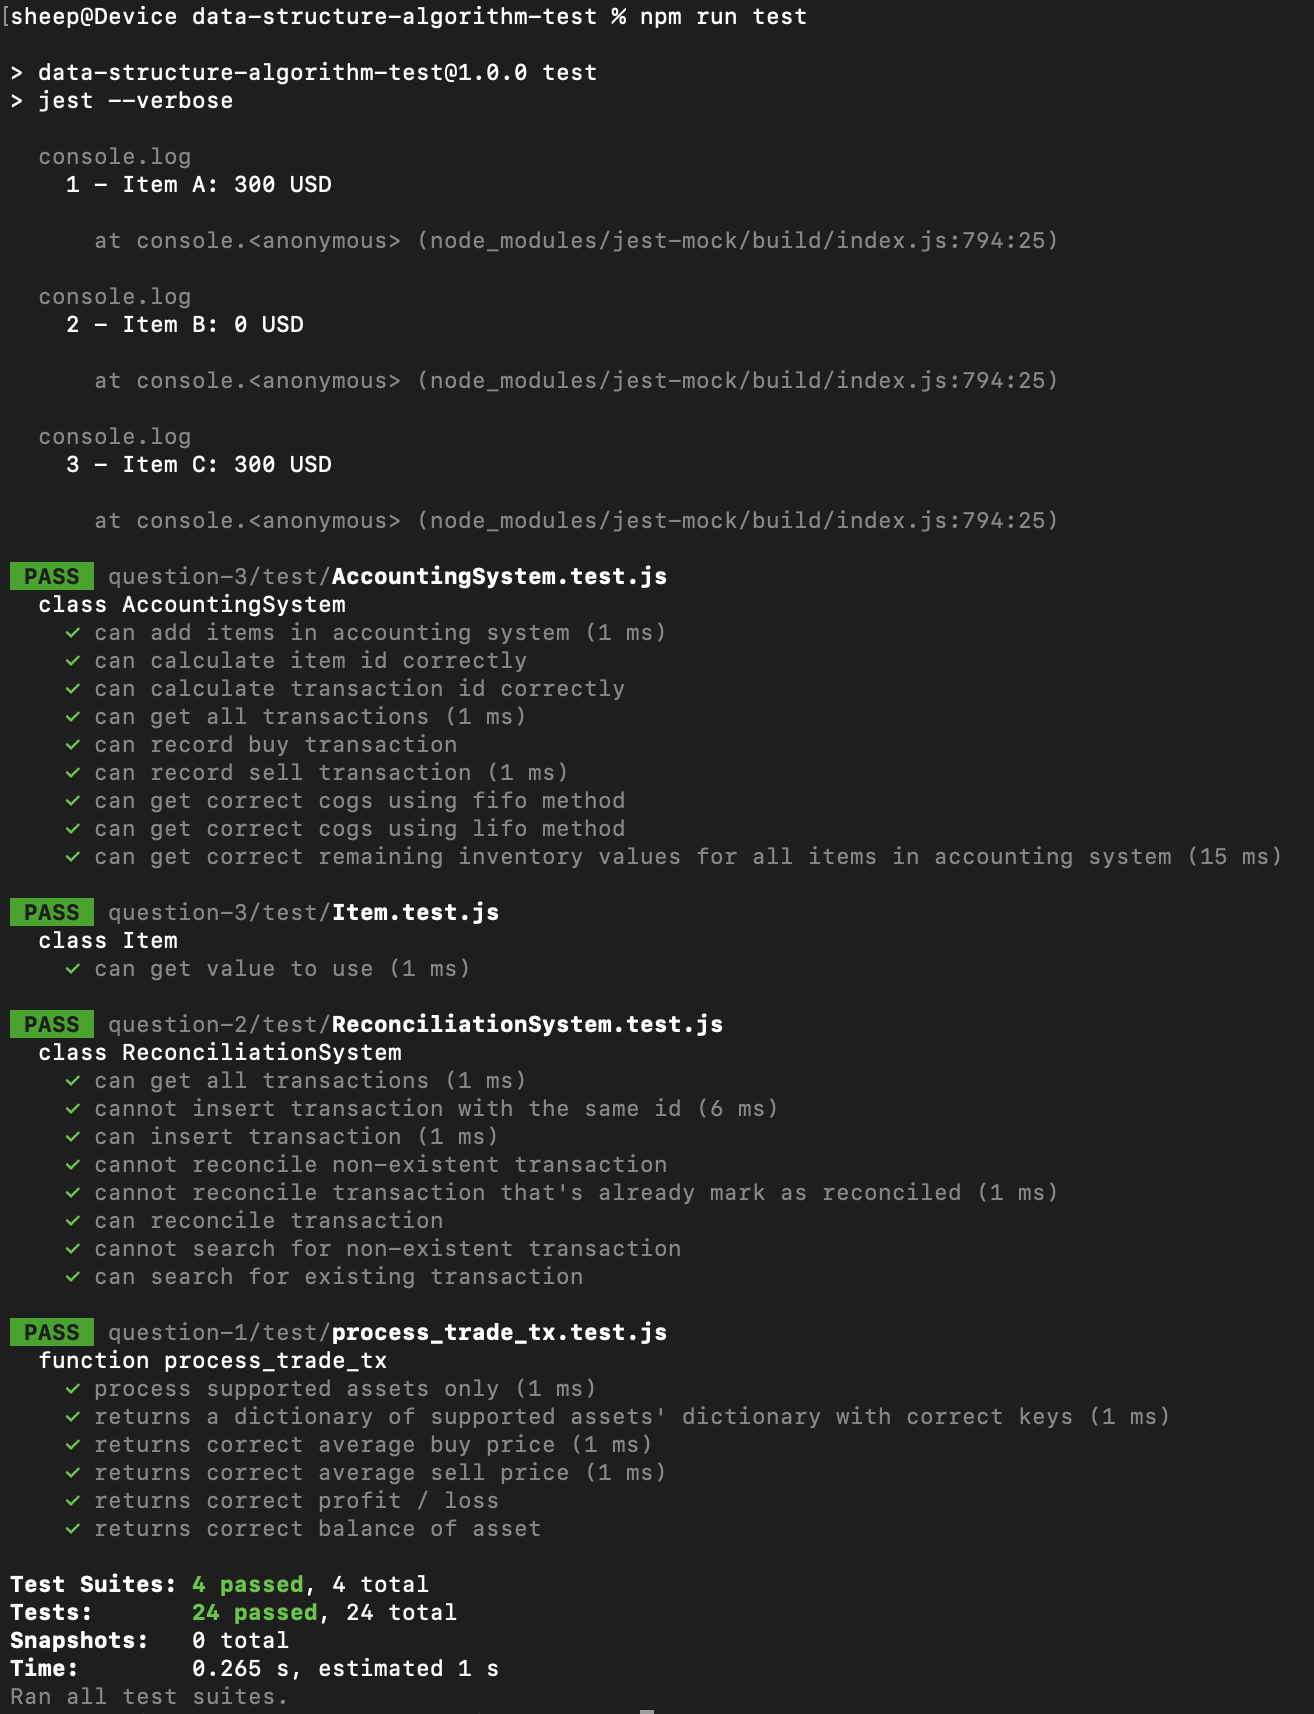 [sheep@Device data-structure-algorithm-test % npm run test
> data-structure-algorithm-test@1.0.0 test
> jest --verbose
console.log
1 - Item A: 300 USD
at console.<anonymous> (node_modules/jest-mock/build/index.js:794:25)
console.log
2 - Item B: 0 USD
at console.<anonymous> (node_modules/jest-mock/build/index.js:794:25)
console.log
3 - Item C: 300 USD
at console.<anonymous> (node_modules/jest-mock/build/index.js:794:25)
PASS question-3/test/AccountingSystem.test.js
class AccountingSystem
✓ can add items in accounting system (1 ms)
✓ can calculate item id correctly
✓ can calculate transaction id correctly
✓ can get all transactions (1 ms)
✓ can record buy transaction
✓ can record sell transaction (1 ms)
✓ can get correct cogs using fifo method
✓ can get correct cogs using lifo method
✓ can get correct remaining inventory values for all items in accounting system (15 ms)
PASS question-3/test/Item.test.js
class Item
✓ can get value to use (1 ms)
PASS question-2/test/ReconciliationSystem.test.js
class ReconciliationSystem
✓ can get all transactions (1 ms)
✓ cannot insert transaction with the same id (6 ms)
✓ can insert transaction (1 ms)
✓ cannot reconcile non-existent transaction
✓ cannot reconcile transaction that's already mark as reconciled (1 ms)
✓ can reconcile transaction
✓ cannot search for non-existent transaction
✓ can search for existing transaction
PASS question-1/test/process_trade_tx.test.js
function process_trade_tx
✓ process supported assets only (1 ms)
✓ returns a dictionary of supported assets' dictionary with correct keys (1 ms)
✓ returns correct average buy price (1 ms)
✓ returns correct average sell price (1 ms)
✓ returns correct profit / loss
✓ returns correct balance of asset
Test Suites: 4 passed, 4 total
Tests: 24 passed, 24 total
Snapshots: 0 total
Time: 0.265 s, estimated 1 s
Ran all test suites.